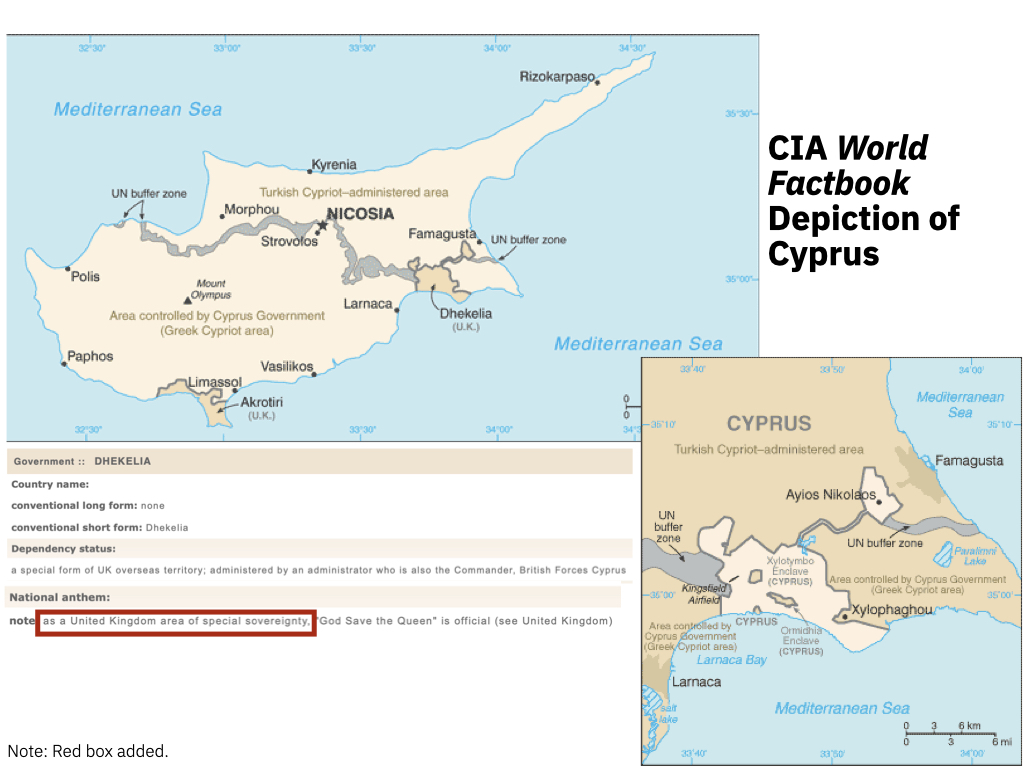 CIA World
Factbook
Depiction of
Cyprus
32°30'
33°00'
33°30'
34°00'
34°30'
Rizokarpaso
Mediterranean Sea
35°30'
Kyrenia
UN buffer zone
Turkish Cypriot–administered area
Morphou
NICOSIA
Strovolos
Famagusta
UN buffer zone
Polis
Mount
Olympus
35°00'
Larnaca
Dhekelia
(U.K.)
Area controlled by Cyprus Government
(Greek Cypriot area)
Mediterranean Sea
Paphos
Vasilikos
Limassol
Akrotiri
(U.K.)
0
0
32°30'
33°30'
34°00'
34:3
Government :: DHEKELIA
Country name:
conventional long form: none
conventional short form: Dhekelia
Dependency status:
a special form of UK overseas territory; administered by an administrator who is also the Commander, British Forces Cyprus
National anthem:
note: as a United Kingdom area of special sovereignty, "God Save the Queen" is official (see United Kingdom)
33°40'
33°50'
34°00'
Mediterranean
Sea
CYPRUS
35°10'
35°10'
Turkish Cypriot–administered area
Famagusta
Ayios Nikolaos
UN
buffer
zone
UN buffer zone
Paralimni
Lake
Xylotymbo
Enclave
(CYPRUS)
Area controlled by Cyprus Government
(Greek Cypriot area)
Kingsfield
Airfield
35°00'
35°00'
Xylophaghou
CYPRUS
Area controlled by
Cyprus Government
(Greek Cypriot area)
Ormidhia
Enclave
(CYPRUS)
Larnaca Bay
Larnaca
salt
lake
Mediterranean Sea
0 3 6 km
0 3 6 mi
33°40'
33°50'
34°00'
Note: Red box added.